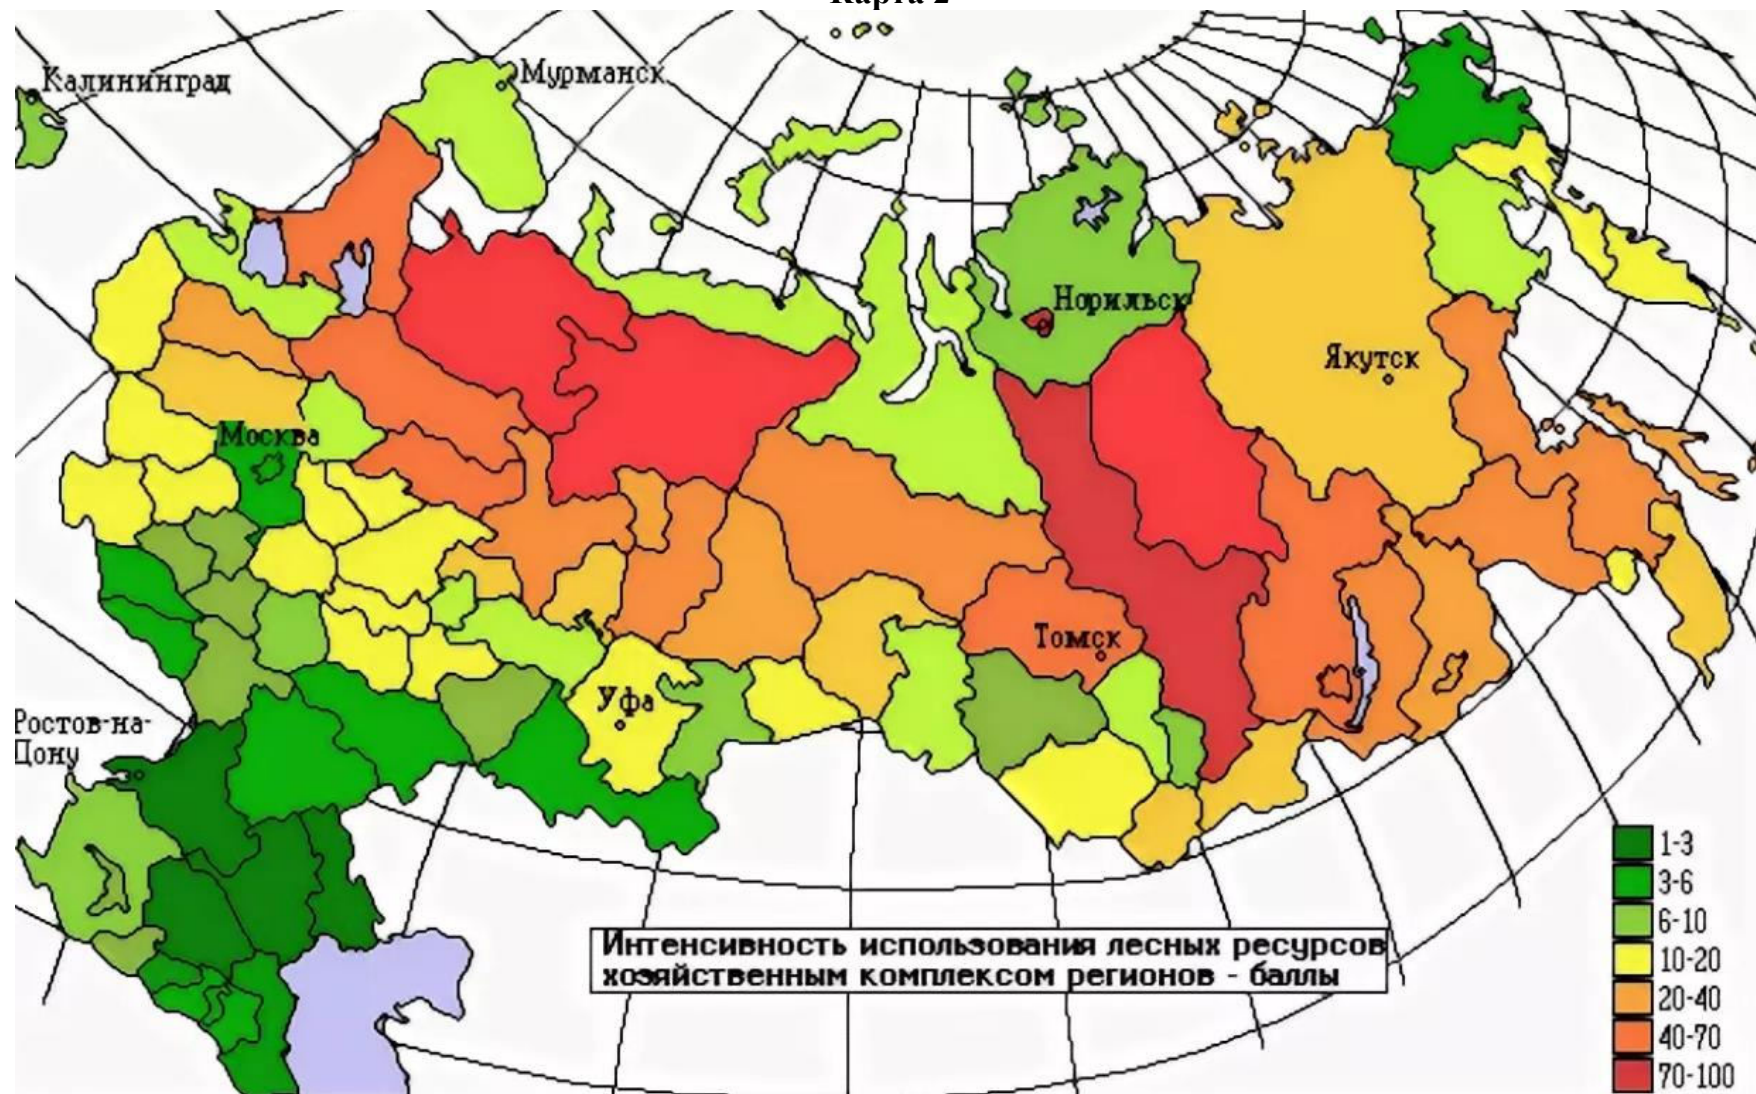 Карта 2
Калининград
Мурманск
Норильск
Якутск
Москва
Томск
Уфа
Ростов-на-
Дону
1-3
3-6
6-10
10-20
20-40
40-70
70-100
Интенсивность использования лесных ресурсов
хозяйственным комплексом регионов - баллы